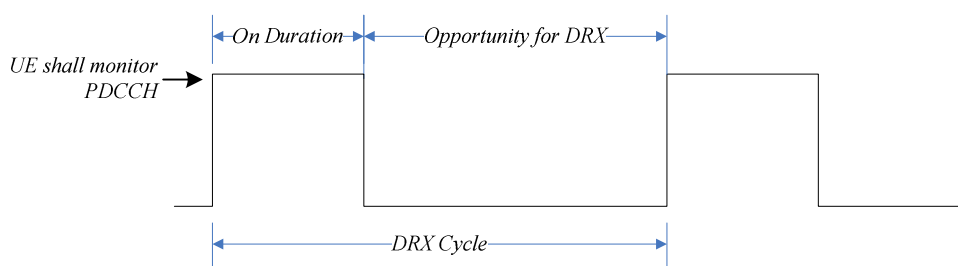 On Duration
Opportunity for DRX
UE shall monitor
PDCCH
DRX Cycle